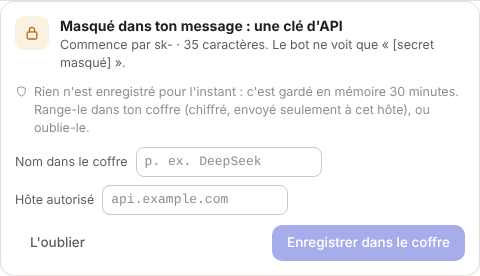 Masqué dans ton message : une clé d'API
Commence par sk- · 35 caractères. Le bot ne voit que « [secret
masqué] ».
Rien n'est enregistré pour l'instant : c'est gardé en mémoire 30 minutes.
Range-le dans ton coffre (chiffré, envoyé seulement à cet hôte), ou
oublie-le.
Nom dans le coffre p. ex. DeepSeek
Hôte autorisé api.example.com
L'oublier Enregistrer dans le coffre